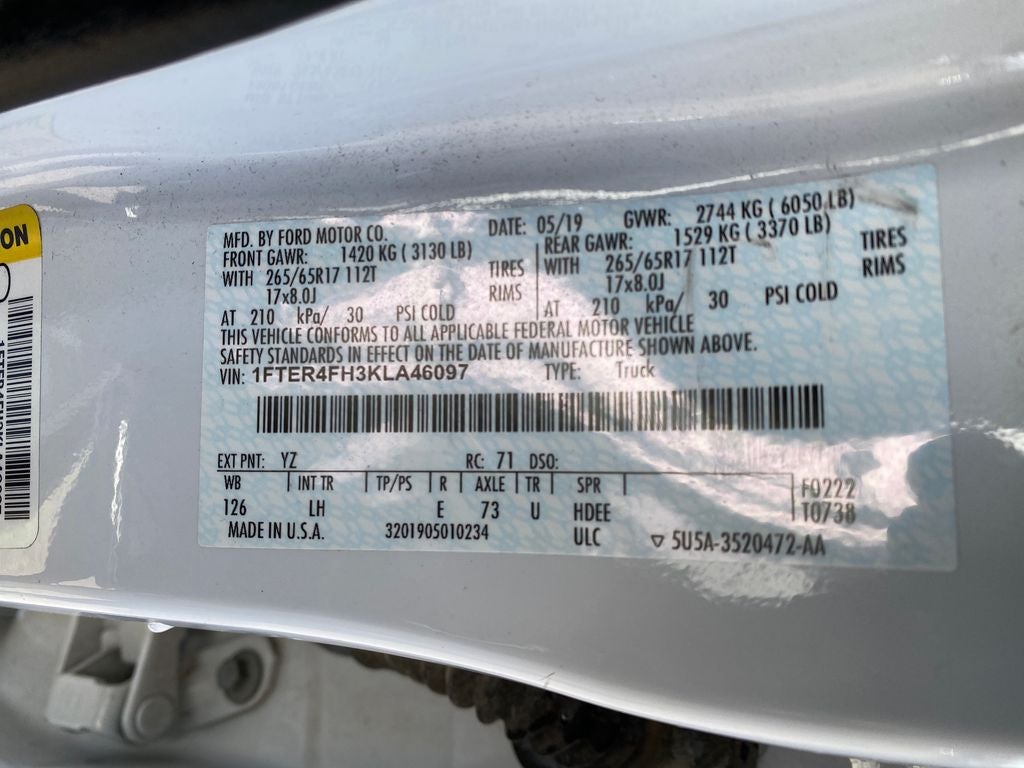 ON
MFD. BY FORD MOTOR CO. DATE: 05/19 GVWR: 2744 KG ( 6050 LB)
FRONT GAWR: 1420 KG ( 3130 LB) REAR GAWR: 1529 KG ( 3370 LB)
WITH 265/65R17 112T TIRES WITH 265/65R17 112T TIRES
17x8.0J RIMS 17x8.0J RIMS
AT 210 kPa/ 30 PSI COLD AT 210 kPa/ 30 PSI COLD
THIS VEHICLE CONFORMS TO ALL APPLICABLE FEDERAL MOTOR VEHICLE
SAFETY STANDARDS IN EFFECT ON THE DATE OF MANUFACTURE SHOWN ABOVE.
VIN: 1FTER4FH3KLA46097 TYPE: Truck
EXT PNT: YZ RC: 71 DSO:
WB INT TR TP/PS R AXLE TR SPR F0222
126 LH E 73 U HDEE T0738
MADE IN U.S.A. 3201905010234 ULC 5U5A-3520472-AA